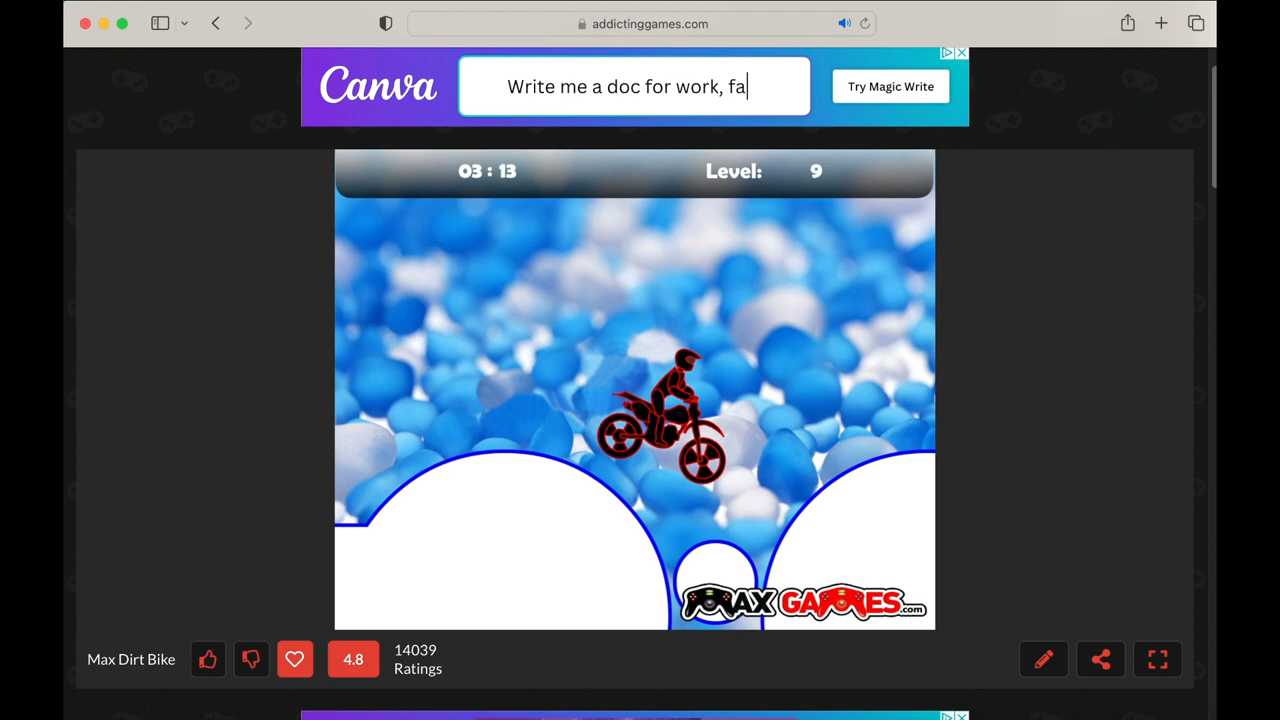 addictinggames.com
Canva
Write me a doc for work, fa
Try Magic Write
03 : 13
Level: 9
MAX GAMES.com
Max Dirt Bike
4.8
14039
Ratings